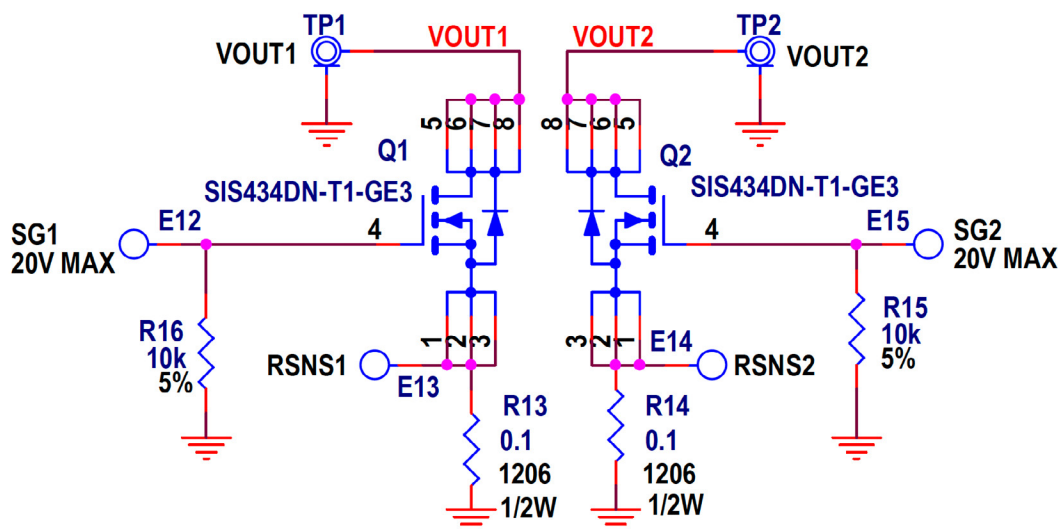 TP1
VOUT1
VOUT1
TP2
VOUT2
VOUT2
5 6 7 8
8 7 6 5
Q1
SIS434DN-T1-GE3
Q2
SIS434DN-T1-GE3
SG1
20V MAX
E12
4
4
E15
SG2
20V MAX
R16
10k
5%
1 2 3
3 2 1
R15
10k
5%
RSNS1
E13
E14
RSNS2
R13
0.1
1206
1/2W
R14
0.1
1206
1/2W